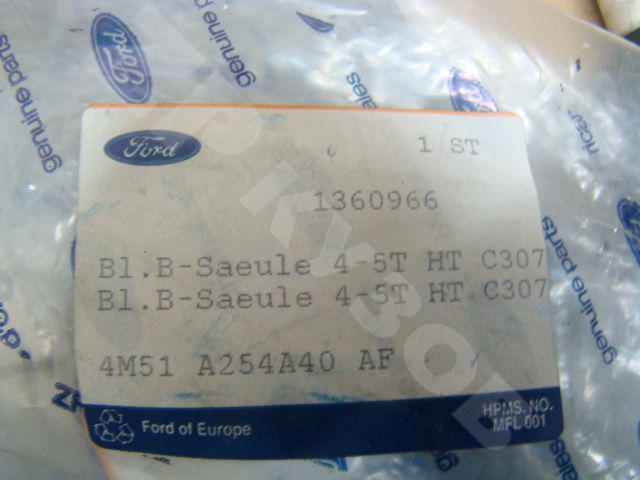 Ford
genuine parts
Ford
1 ST
1360966
Bl.B-Saeule 4-5T HT C307
Bl.B-Saeule 4-5T HT C307
4M51 A254A40 AF
Ford of Europe
HPMS. NO.
MFL 001
genuine parts